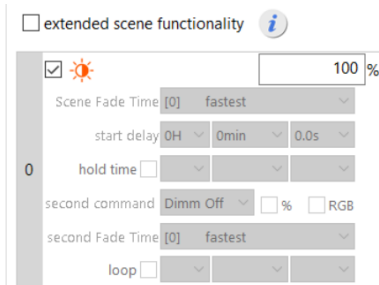 extended scene functionality i
100 %
Scene Fade Time [0] fastest
start delay 0H 0min 0.0s
0 hold time
second command Dimm Off % RGB
second Fade Time [0] fastest
loop